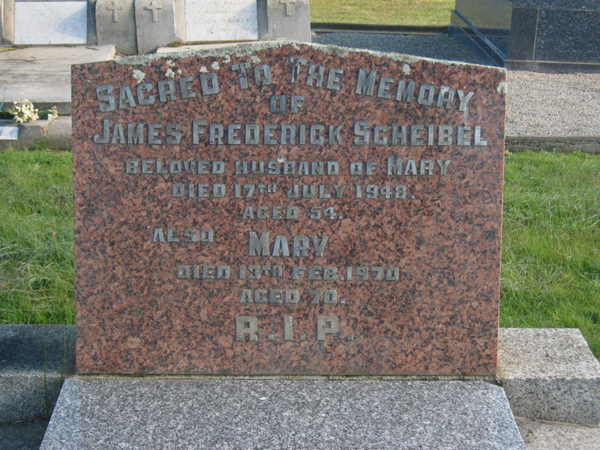 Sacred To The Memory
of
James Frederick Scheibel
Beloved Husband of Mary
Died 17th July 1948.
Aged 54.
Also Mary
Died 13th Feb. 1970
Aged 70.
R.I.P.